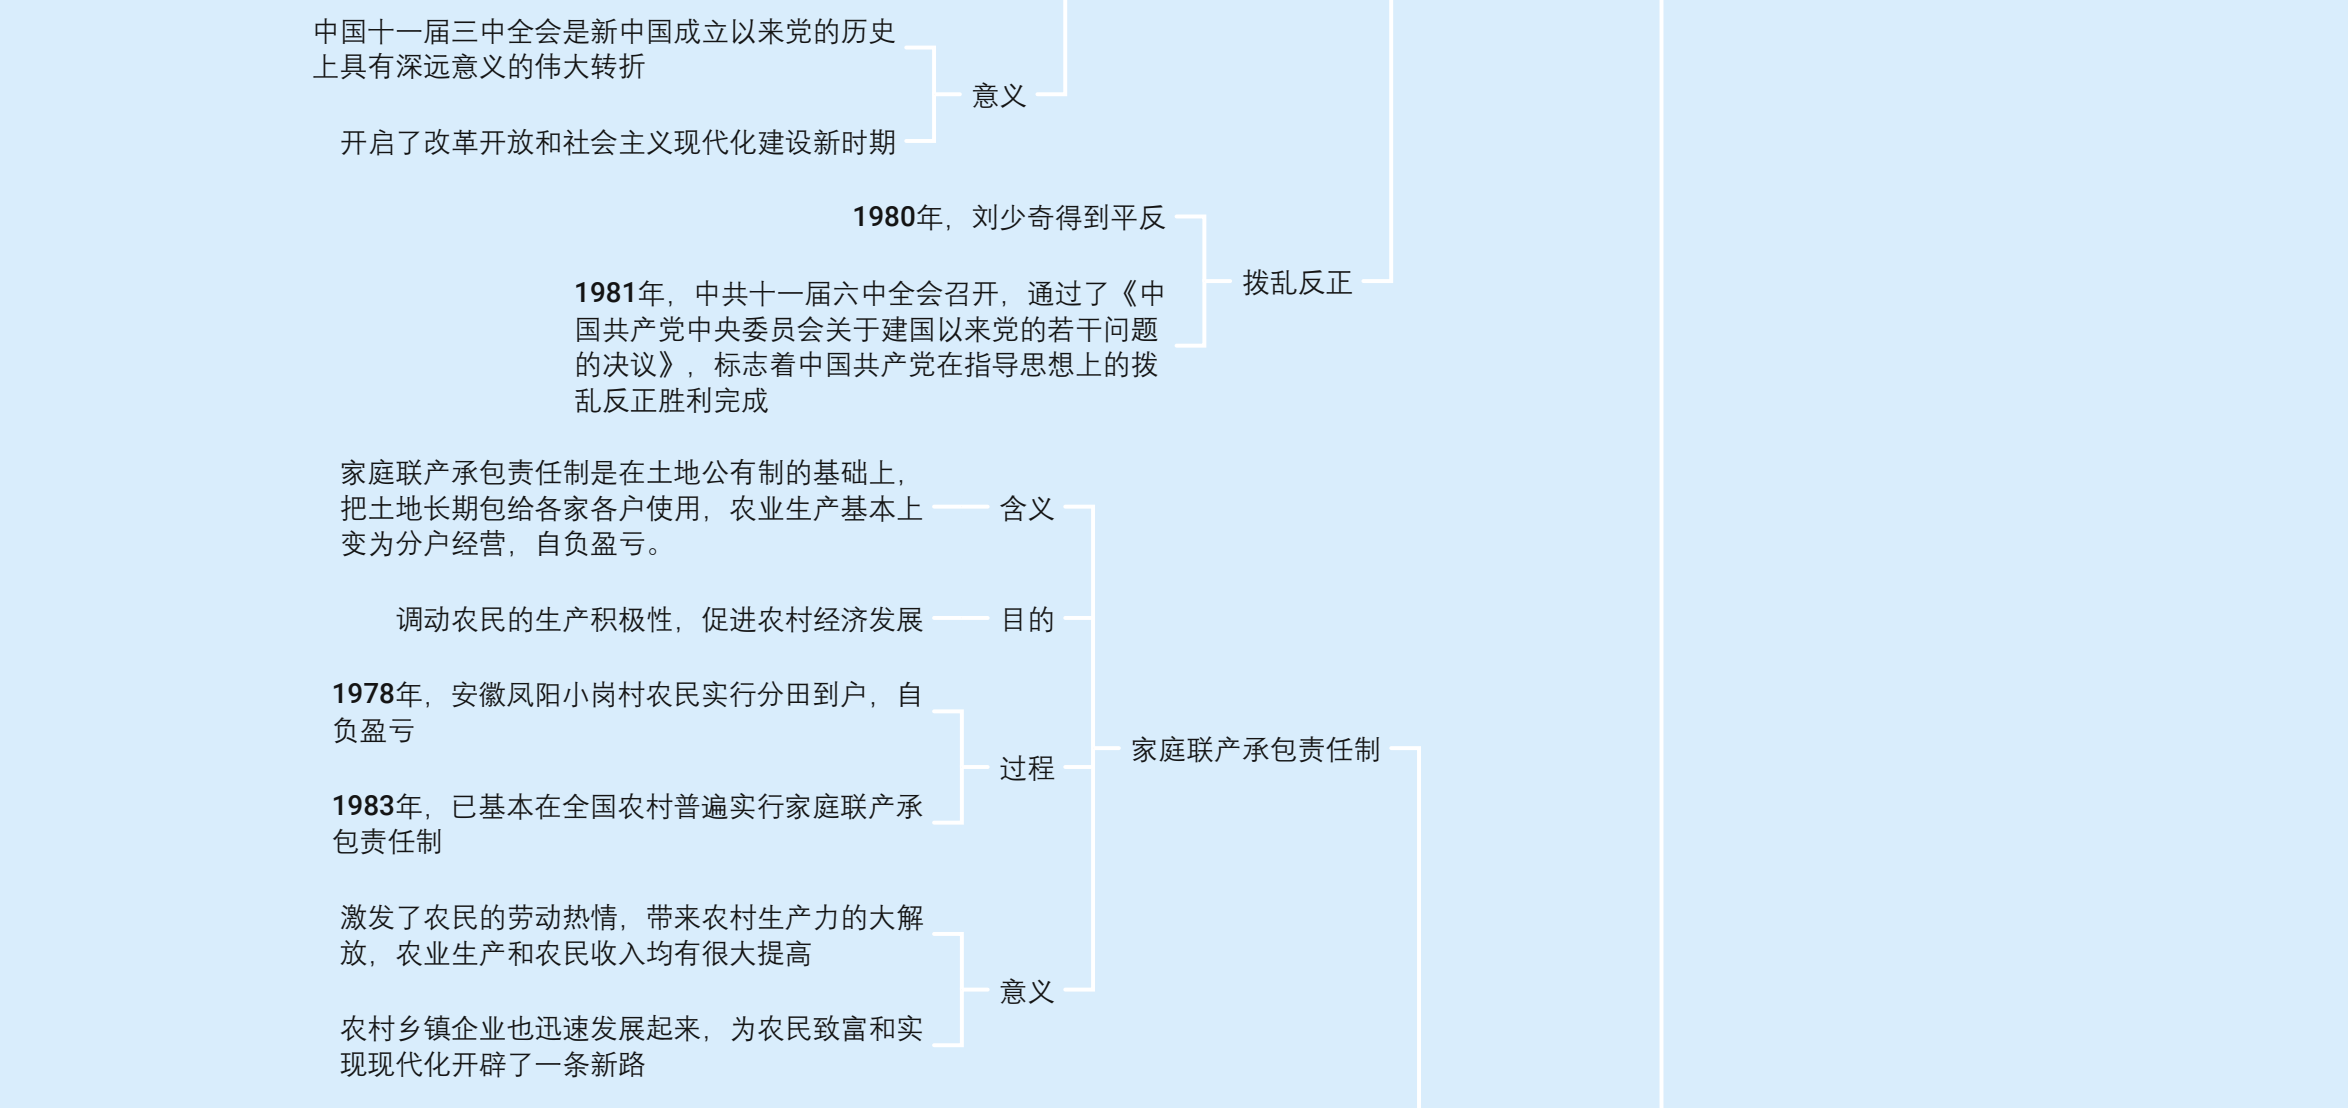 中国十一届三中全会是新中国成立以来党的历史
上具有深远意义的伟大转折
意义
开启了改革开放和社会主义现代化建设新时期
1980年，刘少奇得到平反
1981年，中共十一届六中全会召开，通过了《中
国共产党中央委员会关于建国以来党的若干问题
的决议》，标志着中国共产党在指导思想上的拨
乱反正胜利完成
拨乱反正
家庭联产承包责任制是在土地公有制的基础上，
把土地长期包给各家各户使用，农业生产基本上
变为分户经营，自负盈亏。
含义
调动农民的生产积极性，促进农村经济发展
目的
1978年，安徽凤阳小岗村农民实行分田到户，自
负盈亏
过程
1983年，已基本在全国农村普遍实行家庭联产承
包责任制
家庭联产承包责任制
激发了农民的劳动热情，带来农村生产力的大解
放，农业生产和农民收入均有很大提高
意义
农村乡镇企业也迅速发展起来，为农民致富和实
现现代化开辟了一条新路